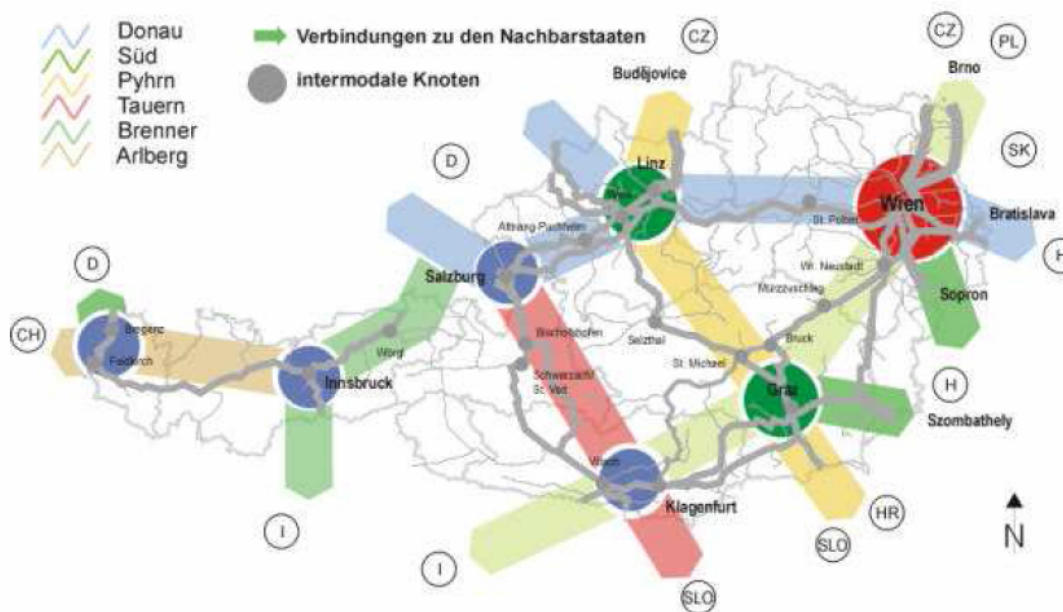 Donau
Süd
Pyhrn
Tauern
Brenner
Arlberg
Verbindungen zu den Nachbarstaaten
intermodale Knoten
CZ
Budějovice
CZ
PL
Brno
D
Linz
SK
Wren
Bratislava
St. Pölten
Attnang-Puchheim
H
Salzburg
Wr. Neustadt
D
Mürzzuschlag
Sopron
CH
Bregenz
Bischofshofen
Selzthal
Bruck
Feldkirch
Wörgl
St. Michael
Innsbruck
Schwarzach/
St. Veit
Graz
H
Szombathely
Villach
Klagenfurt
HR
I
SLO
N
I
SLO